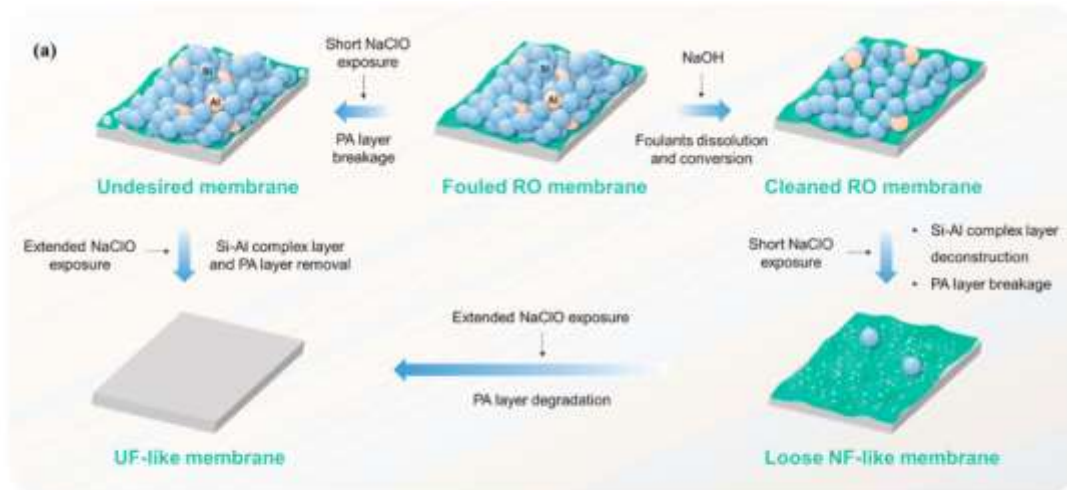 (a)
Short NaClO
exposure
PA layer
breakage
NaOH
Foulants dissolution
and conversion
Si
Al
Si
Al
Undesired membrane
Fouled RO membrane
Cleaned RO membrane
Extended NaClO
exposure
Si-Al complex layer
and PA layer removal
Short NaClO
exposure
• Si-Al complex layer
deconstruction
• PA layer breakage
Extended NaClO exposure
PA layer degradation
UF-like membrane
Loose NF-like membrane